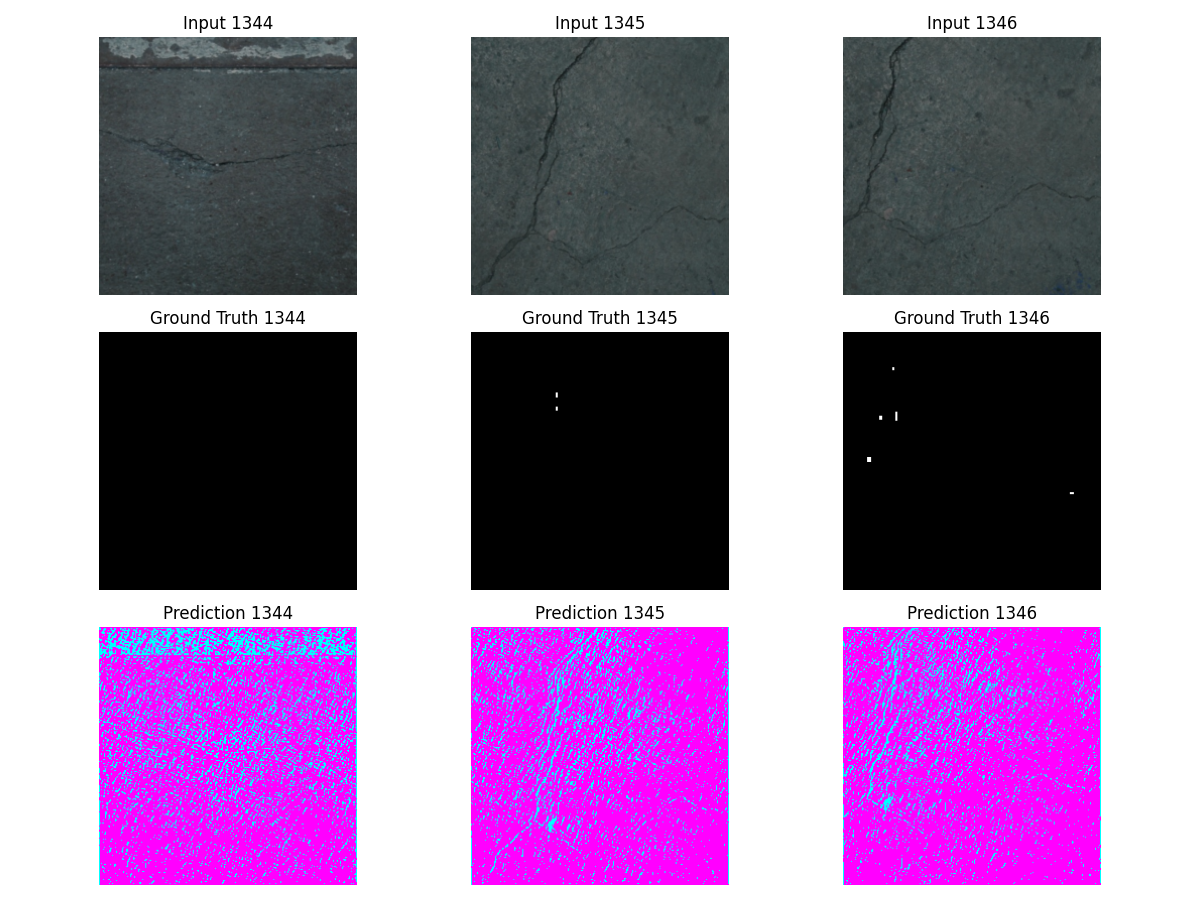 Input 1344
Input 1345
Input 1346
Ground Truth 1344
Ground Truth 1345
Ground Truth 1346
Prediction 1344
Prediction 1345
Prediction 1346